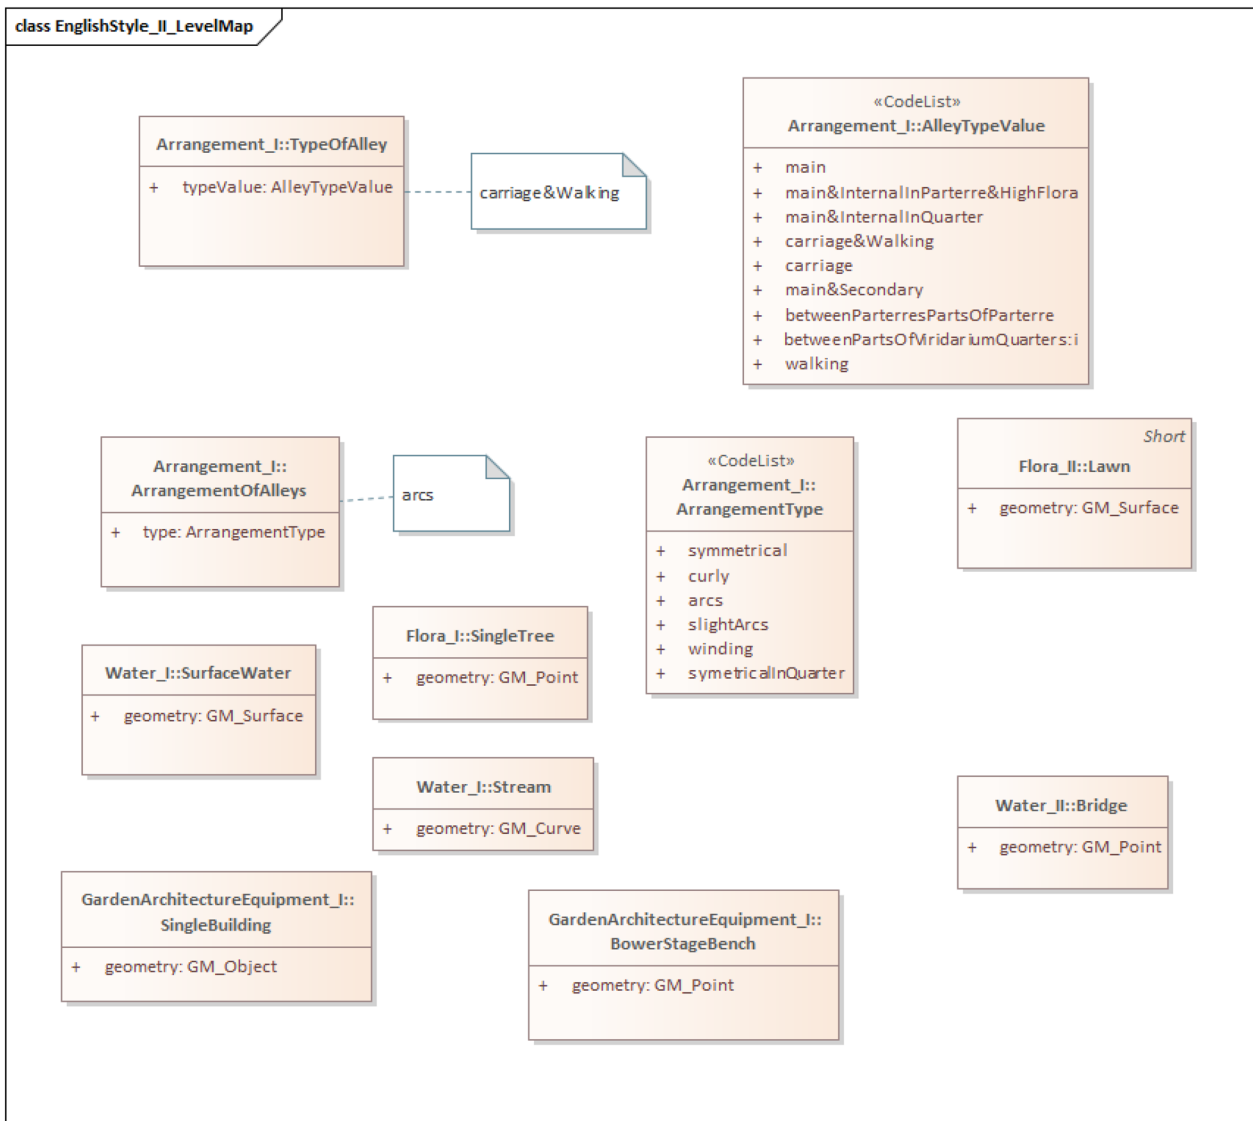 class EnglishStyle_II_LevelMap
Arrangement_I::TypeOfAlley
+ typeValue: AlleyTypeValue
carriage&Walking
«CodeList»
Arrangement_I::AlleyTypeValue
+ main
+ main&InternalInParterre&HighFlora
+ main&InternalInQuarter
+ carriage&Walking
+ carriage
+ main&Secondary
+ betweenParterresPartsOfParterre
+ betweenPartsOfViridariumQuarters:i
+ walking
Arrangement_I::
ArrangementOfAlleys
+ type: ArrangementType
arcs
«CodeList»
Arrangement_I::
ArrangementType
+ symmetrical
+ curly
+ arcs
+ slightArcs
+ winding
+ symetricalInQuarter
Short
Flora_II::Lawn
+ geometry: GM_Surface
Flora_I::SingleTree
+ geometry: GM_Point
Water_I::SurfaceWater
+ geometry: GM_Surface
Water_I::Stream
+ geometry: GM_Curve
Water_II::Bridge
+ geometry: GM_Point
GardenArchitectureEquipment_I::
SingleBuilding
+ geometry: GM_Object
GardenArchitectureEquipment_I::
BowerStageBench
+ geometry: GM_Point